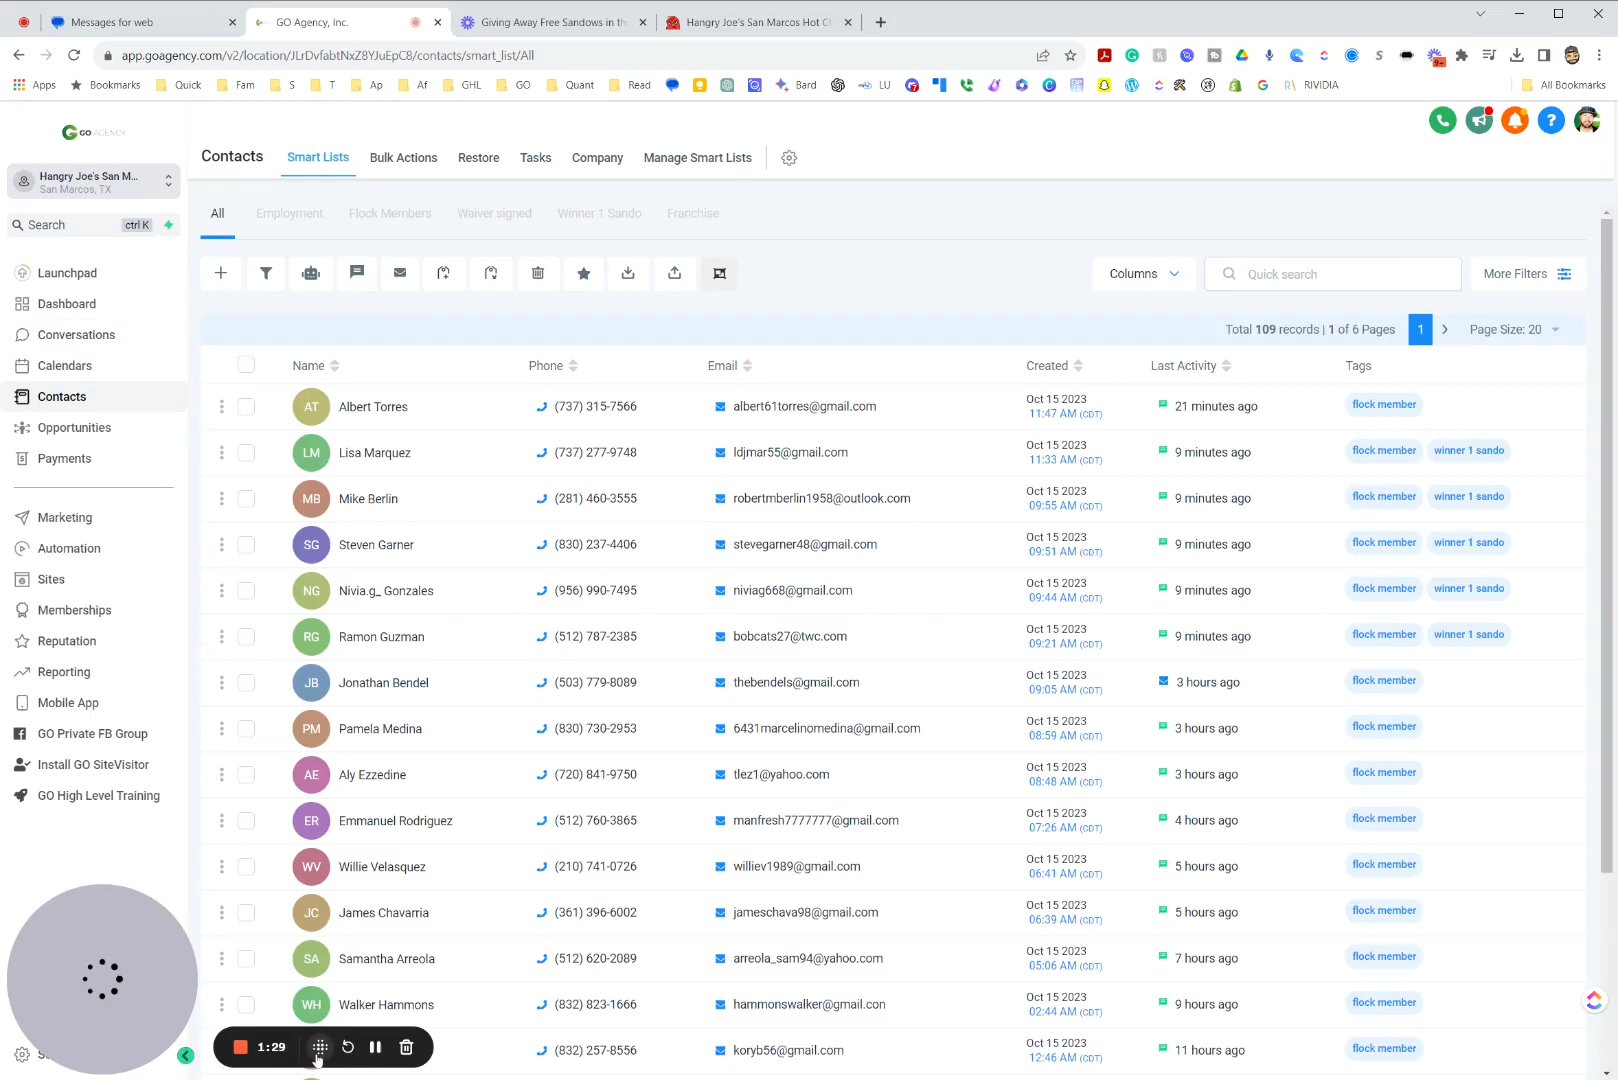 Messages for web
GO Agency, Inc.
Giving Away Free Sandows in th
Hangry Joe's San Marcos Hot C
app.goagency.com/v2/location/JLrDvfabtNxZ8YJuEpC8/contacts/smart_list/All
9+
Apps
Bookmarks
Quick
Fam
S
T
Ap
Af
GHL
GO
Quant
Read
Bard
LU
RIVIDIA
All Bookmarks
GO AGENCY
Hangry Joe's San M...
San Marcos, TX
Search
ctrl K
Launchpad
Dashboard
Conversations
Calendars
Contacts
Opportunities
Payments
Marketing
Automation
Sites
Memberships
Reputation
Reporting
Mobile App
GO Private FB Group
Install GO SiteVisitor
GO High Level Training
Contacts
Smart Lists
Bulk Actions
Restore
Tasks
Company
Manage Smart Lists
All
Employment
Flock Members
Waiver signed
Winner 1 Sando
Franchise
Columns
Quick search
More Filters
Total 109 records | 1 of 6 Pages
1
Page Size: 20
Name Phone Email Created Last Activity Tags
AT Albert Torres (737) 315-7566 albert61torres@gmail.com Oct 15 2023 11:47 AM (CDT) 21 minutes ago flock member
LM Lisa Marquez (737) 277-9748 ldjmar55@gmail.com Oct 15 2023 11:33 AM (CDT) 9 minutes ago flock member winner 1 sando
MB Mike Berlin (281) 460-3555 robertmberlin1958@outlook.com Oct 15 2023 09:55 AM (CDT) 9 minutes ago flock member winner 1 sando
SG Steven Garner (830) 237-4406 stevegarner48@gmail.com Oct 15 2023 09:51 AM (CDT) 9 minutes ago flock member winner 1 sando
NG Nivia.g_ Gonzales (956) 990-7495 niviag668@gmail.com Oct 15 2023 09:44 AM (CDT) 9 minutes ago flock member winner 1 sando
RG Ramon Guzman (512) 787-2385 bobcats27@twc.com Oct 15 2023 09:21 AM (CDT) 9 minutes ago flock member winner 1 sando
JB Jonathan Bendel (503) 779-8089 thebendels@gmail.com Oct 15 2023 09:05 AM (CDT) 3 hours ago flock member
PM Pamela Medina (830) 730-2953 6431marcelinomedina@gmail.com Oct 15 2023 08:59 AM (CDT) 3 hours ago flock member
AE Aly Ezzedine (720) 841-9750 tlez1@yahoo.com Oct 15 2023 08:48 AM (CDT) 3 hours ago flock member
ER Emmanuel Rodriguez (512) 760-3865 manfresh7777777@gmail.com Oct 15 2023 07:26 AM (CDT) 4 hours ago flock member
WV Willie Velasquez (210) 741-0726 williev1989@gmail.com Oct 15 2023 06:41 AM (CDT) 5 hours ago flock member
JC James Chavarria (361) 396-6002 jameschava98@gmail.com Oct 15 2023 06:39 AM (CDT) 5 hours ago flock member
SA Samantha Arreola (512) 620-2089 arreola_sam94@yahoo.com Oct 15 2023 05:06 AM (CDT) 7 hours ago flock member
WH Walker Hammons (832) 823-1666 hammonswalker@gmail.con Oct 15 2023 02:44 AM (CDT) 9 hours ago flock member
(832) 257-8556 koryb56@gmail.com Oct 15 2023 12:46 AM (CDT) 11 hours ago flock member
1:29